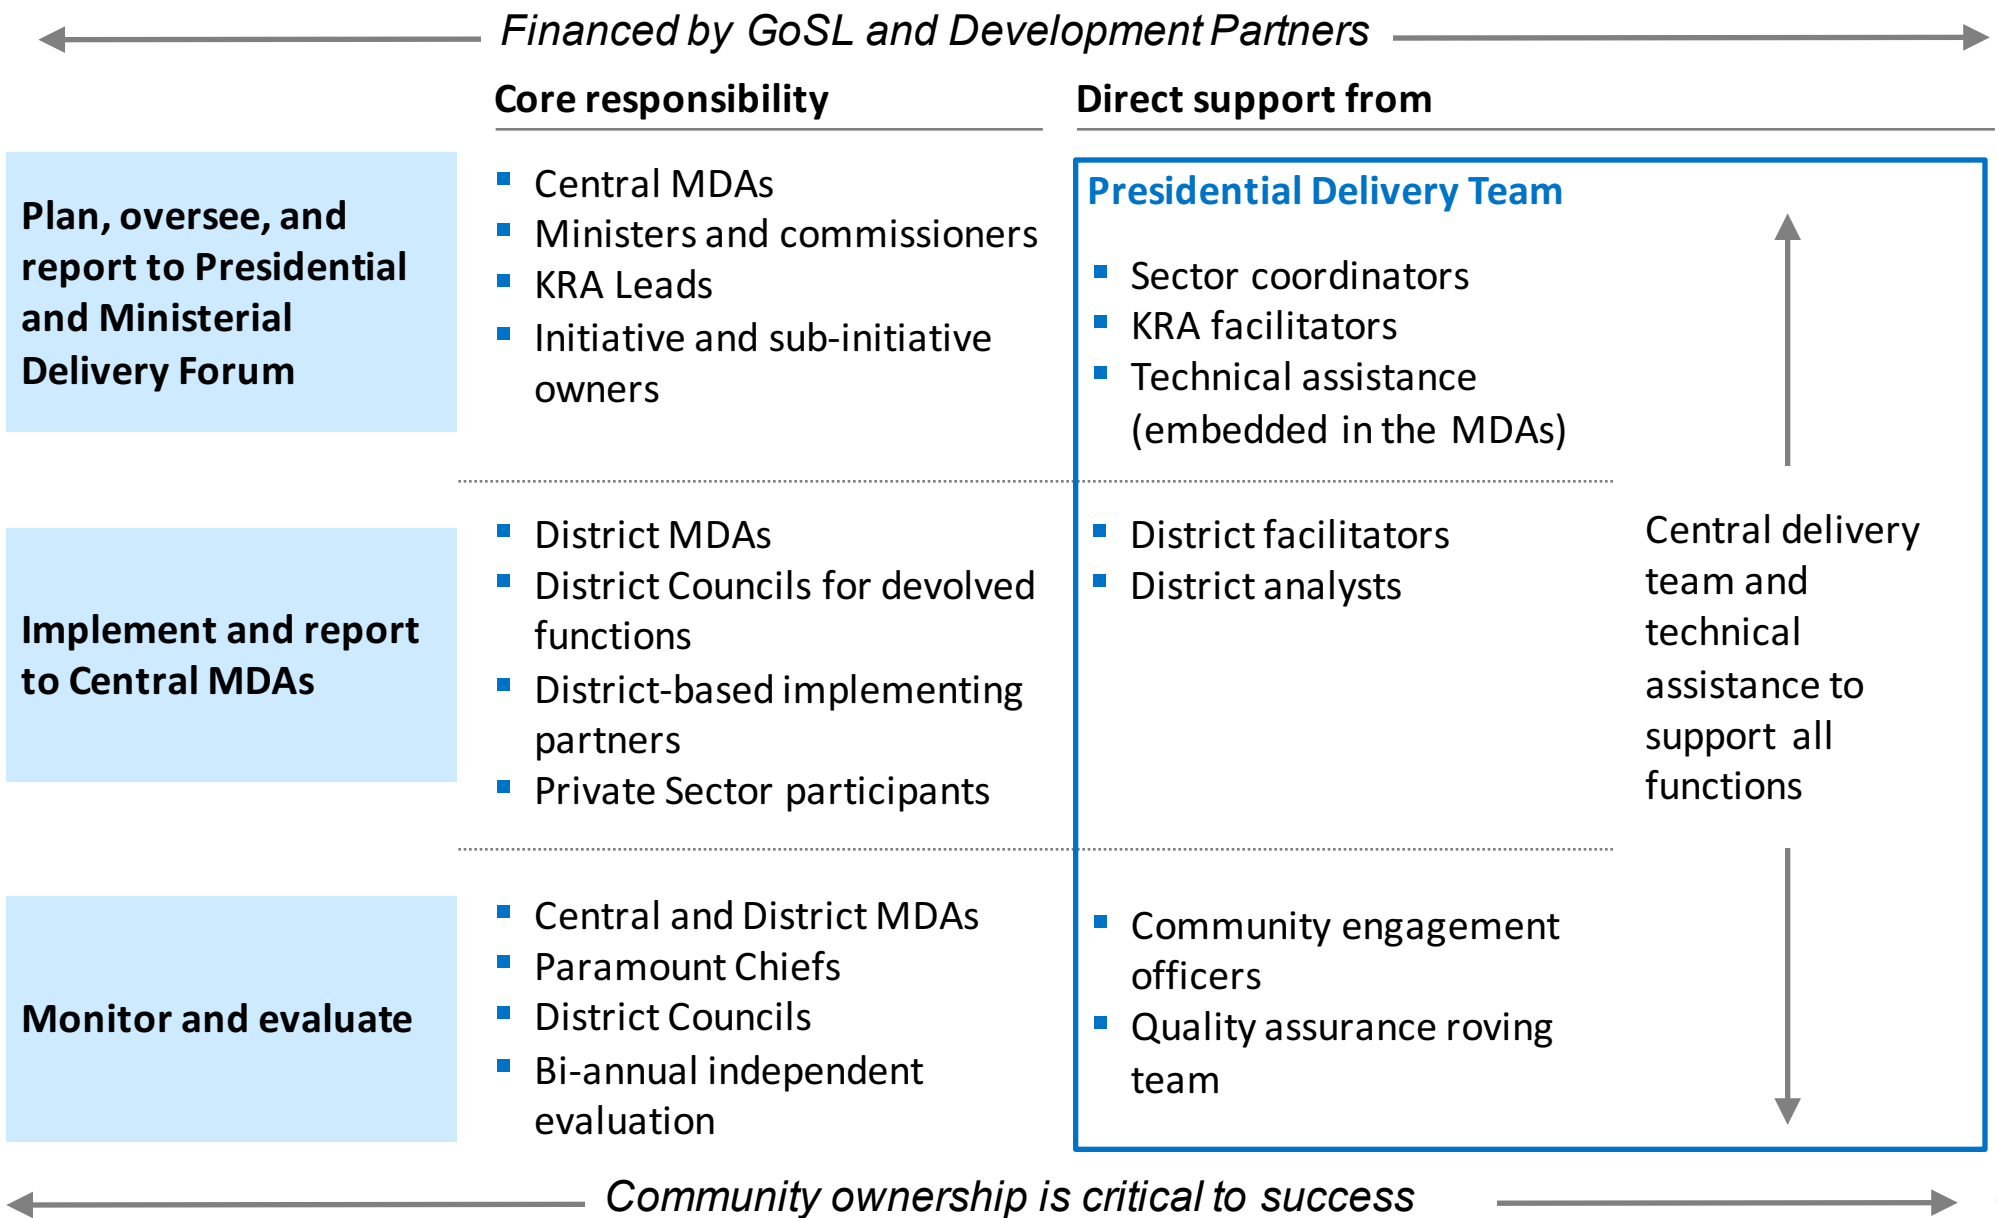 Financed by GoSL and Development Partners
Core responsibility
Direct support from
Plan, oversee, and
report to Presidential
and Ministerial
Delivery Forum
Central MDAs
Ministers and commissioners
KRA Leads
Initiative and sub-initiative
owners
Presidential Delivery Team
Sector coordinators
KRA facilitators
Technical assistance
(embedded in the MDAs)
Implement and report
to Central MDAs
District MDAs
District Councils for devolved
functions
District-based implementing
partners
Private Sector participants
District facilitators
District analysts
Central delivery
team and
technical
assistance to
support all
functions
Monitor and evaluate
Central and District MDAs
Paramount Chiefs
District Councils
Bi-annual independent
evaluation
Community engagement
officers
Quality assurance roving
team
Community ownership is critical to success